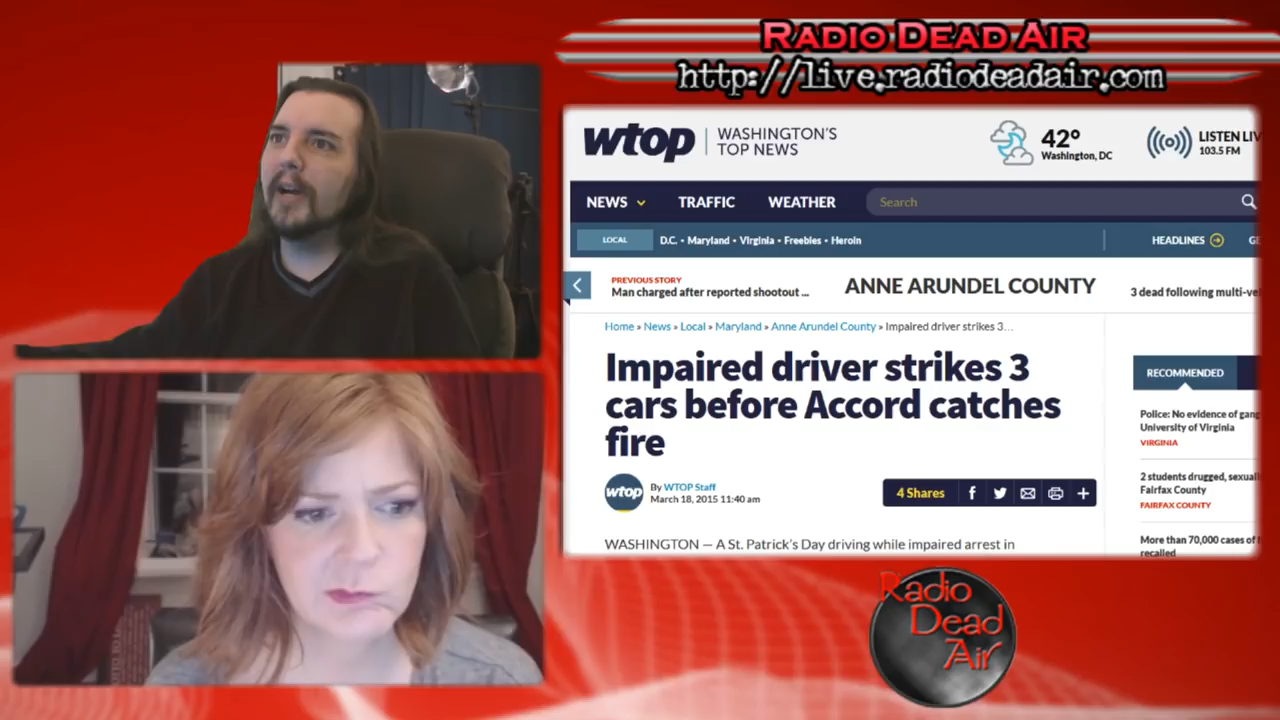 RADIO DEAD AIR
http://live.radiodeadair.com
wtop
WASHINGTON'S
TOP NEWS
42°
Washington, DC
LISTEN LIV
103.5 FM
NEWS
TRAFFIC
WEATHER
Search
LOCAL
D.C. • Maryland • Virginia • Freebies • Heroin
HEADLINES
GE
PREVIOUS STORY
Man charged after reported shootout ...
ANNE ARUNDEL COUNTY
3 dead following multi-ve
Home » News » Local » Maryland » Anne Arundel County » Impaired driver strikes 3...
Impaired driver strikes 3
cars before Accord catches
fire
RECOMMENDED
Police: No evidence of gang
University of Virginia
VIRGINIA
wtop
By WTOP Staff
March 18, 2015 11:40 am
4 Shares
2 students drugged, sexual
Fairfax County
FAIRFAX COUNTY
WASHINGTON — A St. Patrick's Day driving while impaired arrest in
More than 70,000 cases of
recalled
Radio
Dead
Air